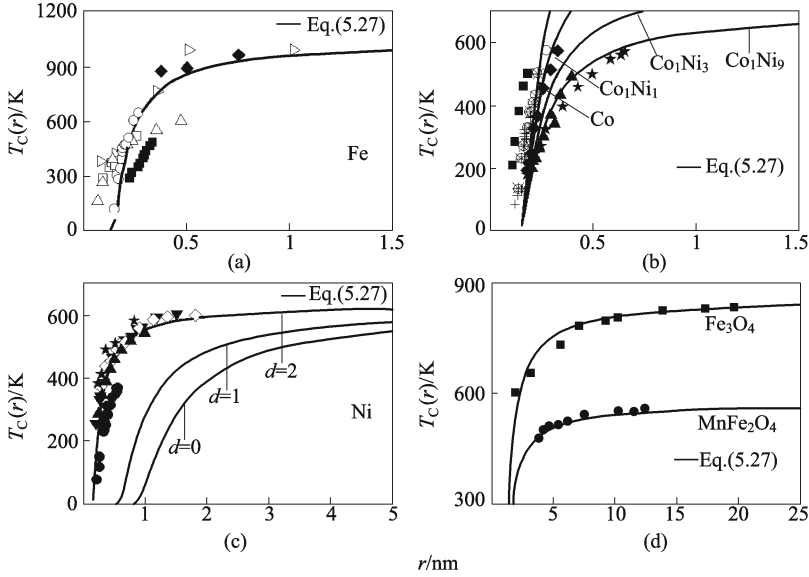 1200
900
600
300
0
T_C(r)/K
Eq.(5.27)
Fe
0.5
1
1.5
(a)
600
400
200
0
T_C(r)/K
Co₁Ni₃
Co₁Ni₉
Co₁Ni₁
Co
Eq.(5.27)
0
0.5
1
1.5
(b)
600
400
200
0
T_C(r)/K
Eq.(5.27)
d=2
d=1
d=0
Ni
1
2
3
4
5
(c)
900
600
300
T_C(r)/K
Fe₃O₄
MnFe₂O₄
Eq.(5.27)
5
10
15
20
25
(d)
r/nm